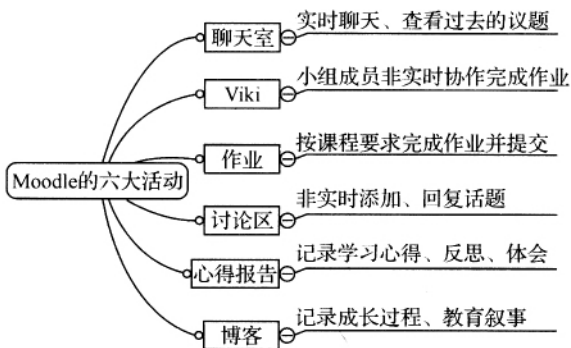 聊天室
实时聊天、查看过去的议题
Viki
小组成员非实时协作完成作业
作业
按课程要求完成作业并提交
Moodle的六大活动
讨论区
非实时添加、回复话题
心得报告
记录学习心得、反思、体会
博客
记录成长过程、教育叙事